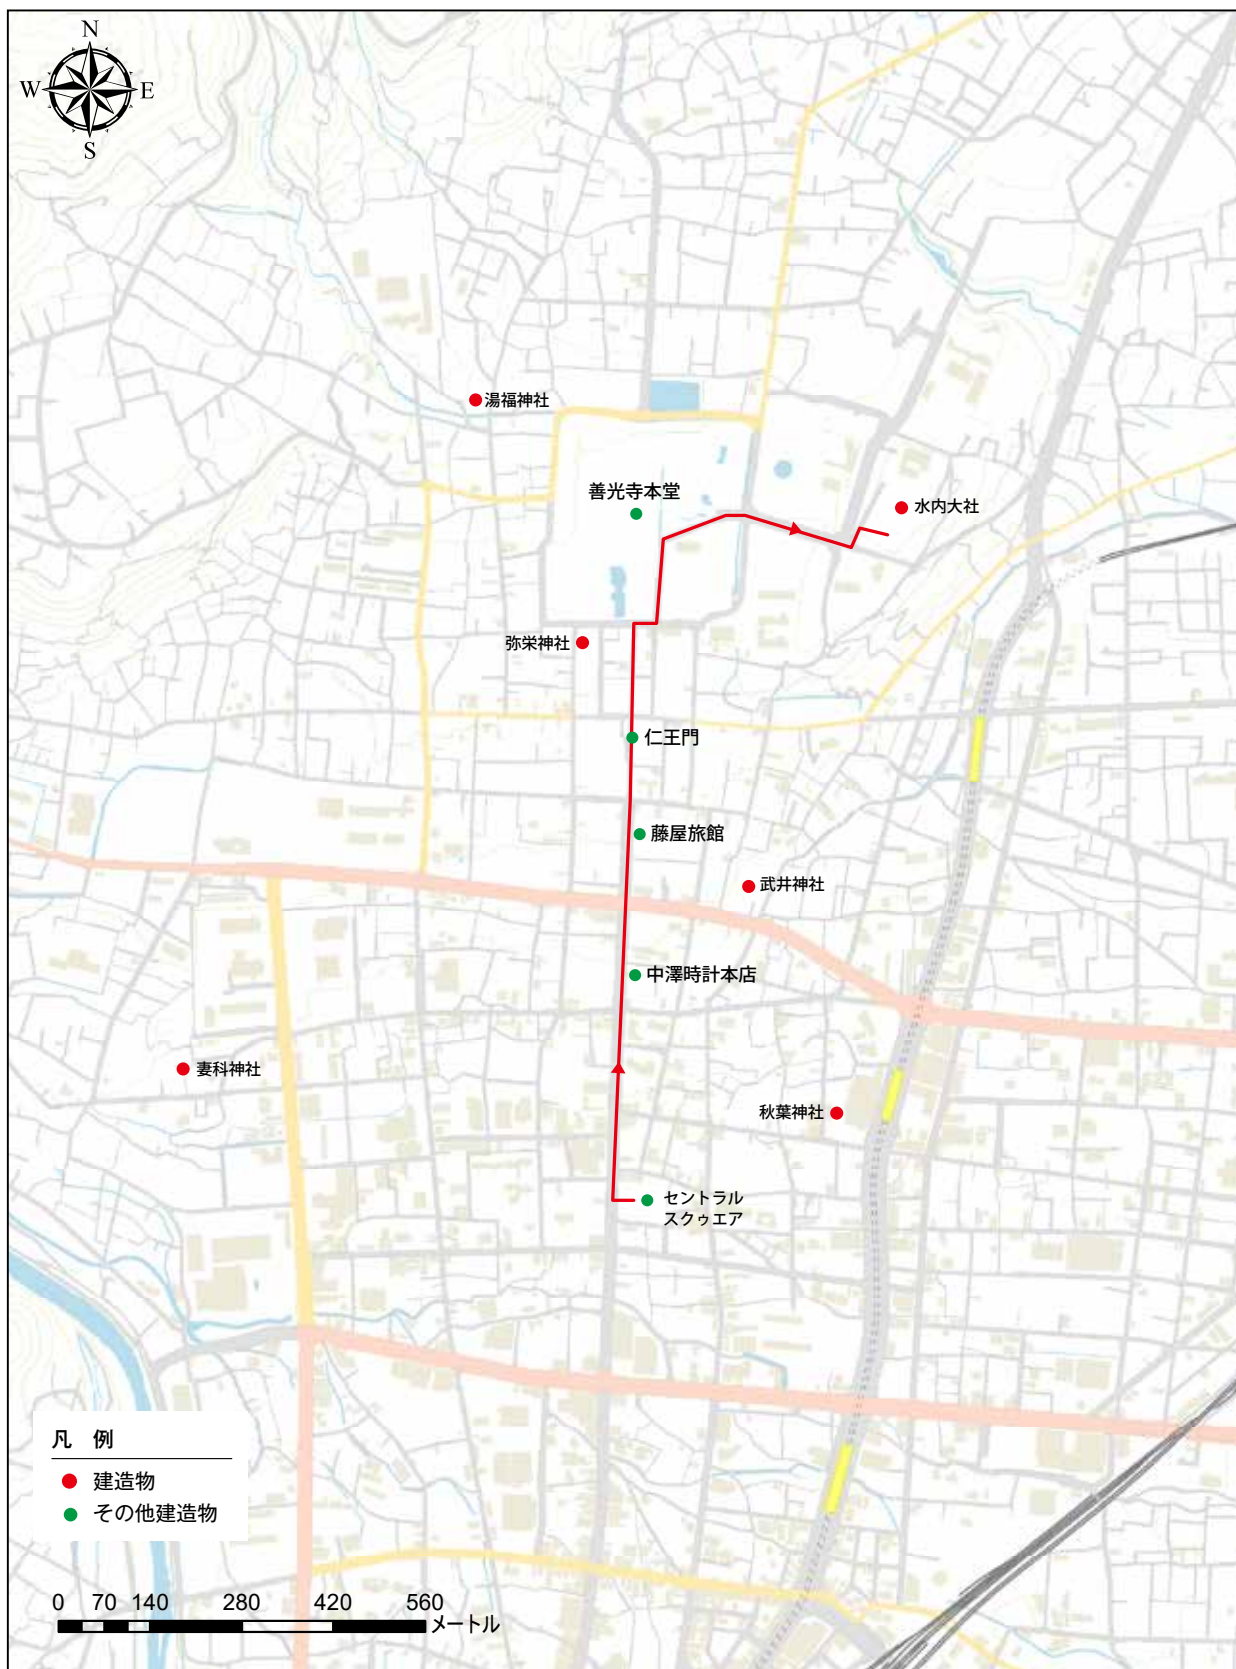 N
W E
S
湯福神社
善光寺本堂
水内大社
弥栄神社
仁王門
藤屋旅館
武井神社
中澤時計本店
妻科神社
秋葉神社
セントラル
スクゥエア
凡 例
建造物
その他建造物
0 70 140 280 420 560
メートル